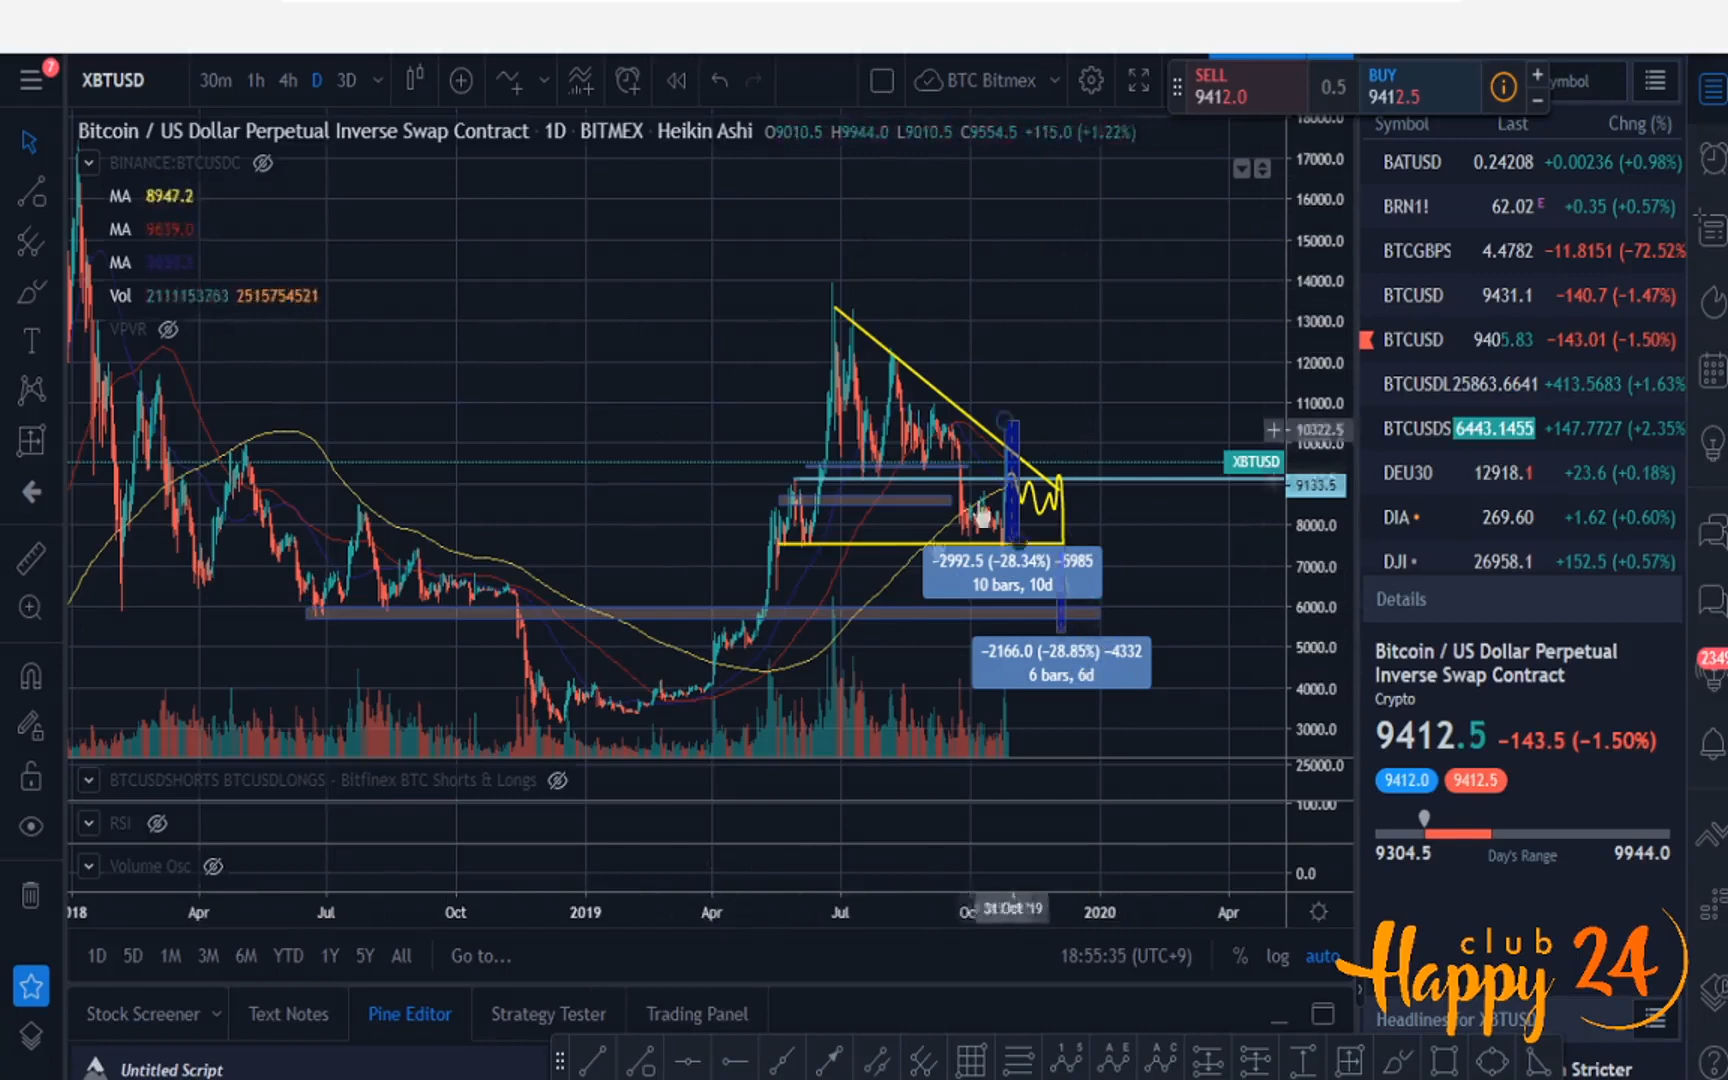 7
XBTUSD
30m 1h 4h D 3D
BTC Bitmex
SELL
9412.0
0.5
BUY
9412.5
ymbol
Bitcoin / US Dollar Perpetual Inverse Swap Contract · 1D · BITMEX · Heikin Ashi O9010.5 H9944.0 L9010.5 C9554.5 +115.0 (+1.22%)
BINANCE:BTCUSDC
MA 8947.2
MA
MA
Vol 2111153763 2515754521
VPVR
18000.0
17000.0
16000.0
15000.0
14000.0
13000.0
12000.0
11000.0
10322.5
10000.0
XBTUSD
9133.5
8000.0
7000.0
6000.0
5000.0
4000.0
3000.0
25000.0
100.00
0.0
-2992.5 (-28.34%) -5985
10 bars, 10d
-2166.0 (-28.85%) -4332
6 bars, 6d
BTCUSDSHORTS BTCUSDLONGS - Bitfinex BTC Shorts & Longs
RSI
Volume Osc
2018 Apr Jul Oct 2019 Apr Jul Oc 31 Oct '19 2020 Apr
1D 5D 1M 3M 6M YTD 1Y 5Y All Go to...
18:55:35 (UTC+9) % log auto
Stock Screener Text Notes Pine Editor Strategy Tester Trading Panel
Untitled Script
Symbol Last Chng (%)
BATUSD 0.24208 +0.00236 (+0.98%)
BRN1! 62.02 E +0.35 (+0.57%)
BTCGBPS 4.4782 -11.8151 (-72.52%
BTCUSD 9431.1 -140.7 (-1.47%)
BTCUSD 9405.83 -143.01 (-1.50%)
BTCUSDL 25863.6641 +413.5683 (+1.63%
BTCUSDS 6443.1455 +147.7727 (+2.35%
DEU30 12918.1 +23.6 (+0.18%)
DIA 269.60 +1.62 (+0.60%)
DJI 26958.1 +152.5 (+0.57%)
Details
Bitcoin / US Dollar Perpetual
Inverse Swap Contract
Crypto
9412.5 -143.5 (-1.50%)
9412.0 9412.5
9304.5 Day's Range 9944.0
club
Happy 24
Headlines for XBTUSD
Stricter
2349